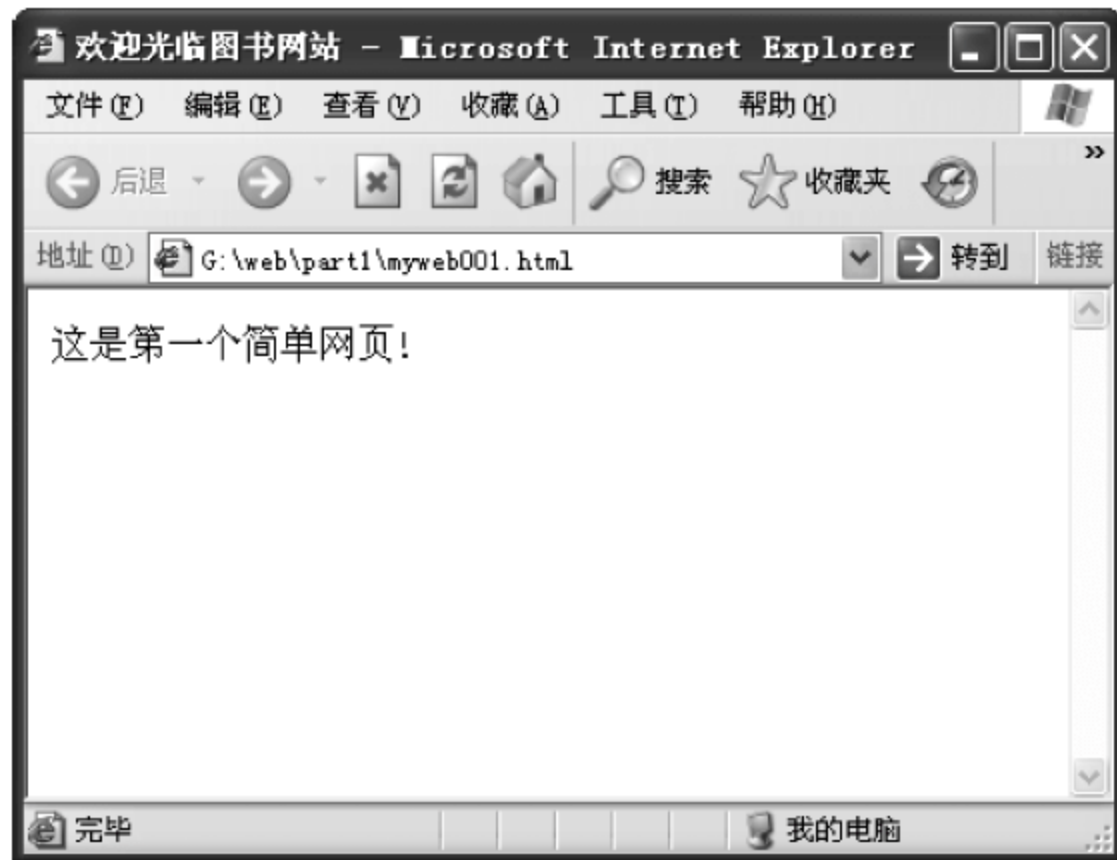 欢迎光临图书网站 - Microsoft Internet Explorer
文件(F) 编辑(E) 查看(V) 收藏(A) 工具(T) 帮助(H)
后退 搜索 收藏夹 »
地址(D) G:\web\part1\myweb001.html 转到 链接
这是第一个简单网页!
完毕 我的电脑